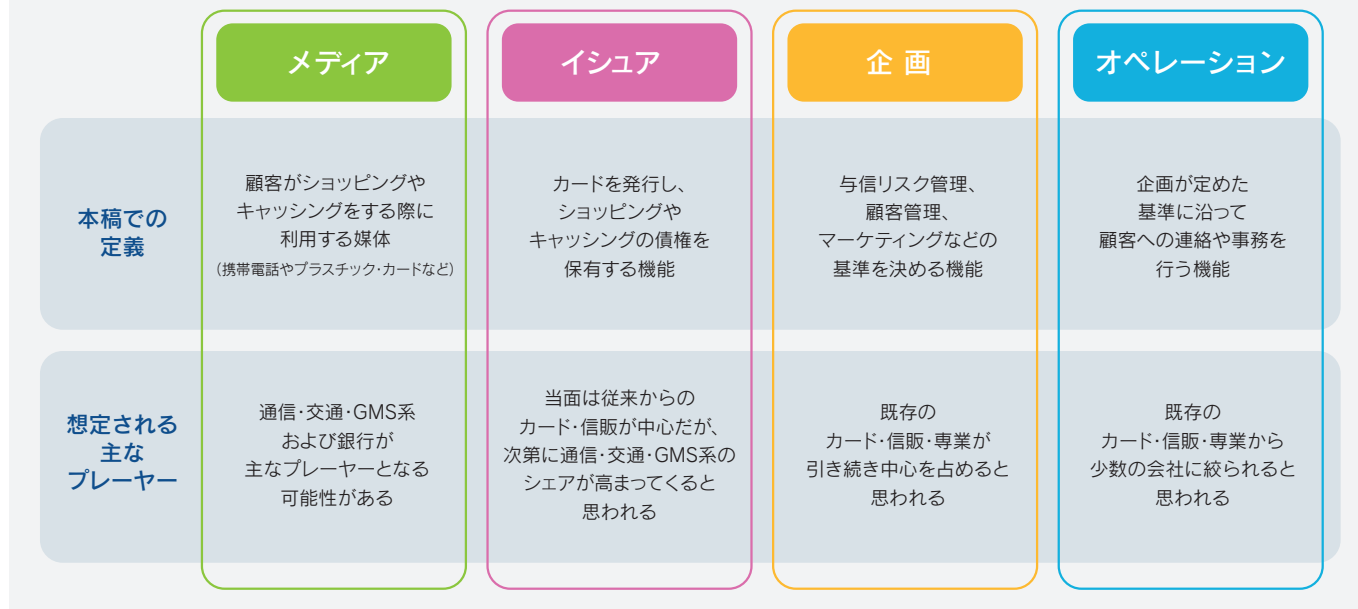 メディア
イシュア
企 画
オペレーション
本稿での
定義
顧客がショッピングや
キャッシングをする際に
利用する媒体
(携帯電話やプラスチック・カードなど)
カードを発行し、
ショッピングや
キャッシングの債権を
保有する機能
与信リスク管理、
顧客管理、
マーケティングなどの
基準を決める機能
企画が定めた
基準に沿って
顧客への連絡や事務を
行う機能
想定される
主な
プレーヤー
通信・交通・GMS系
および銀行が
主なプレーヤーとなる
可能性がある
当面は従来からの
カード・信販が中心だが、
次第に通信・交通・GMS系の
シェアが高まってくると
思われる
既存の
カード・信販・専業が
引き続き中心を占めると
思われる
既存の
カード・信販・専業から
少数の会社に絞られると
思われる